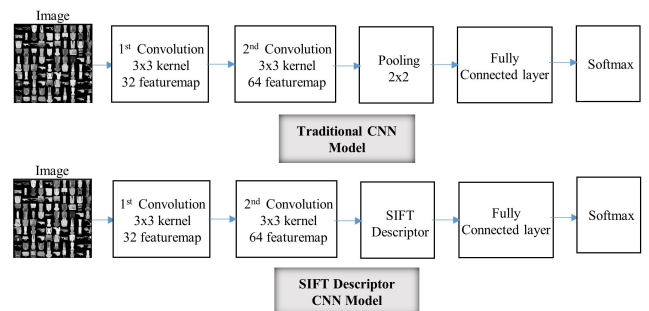 Image
1st Convolution
3x3 kernel
32 featuremap
2nd Convolution
3x3 kernel
64 featuremap
Pooling
2x2
Fully
Connected layer
Softmax
Traditional CNN
Model
Image
1st Convolution
3x3 kernel
32 featuremap
2nd Convolution
3x3 kernel
64 featuremap
SIFT
Descriptor
Fully
Connected layer
Softmax
SIFT Descriptor
CNN Model